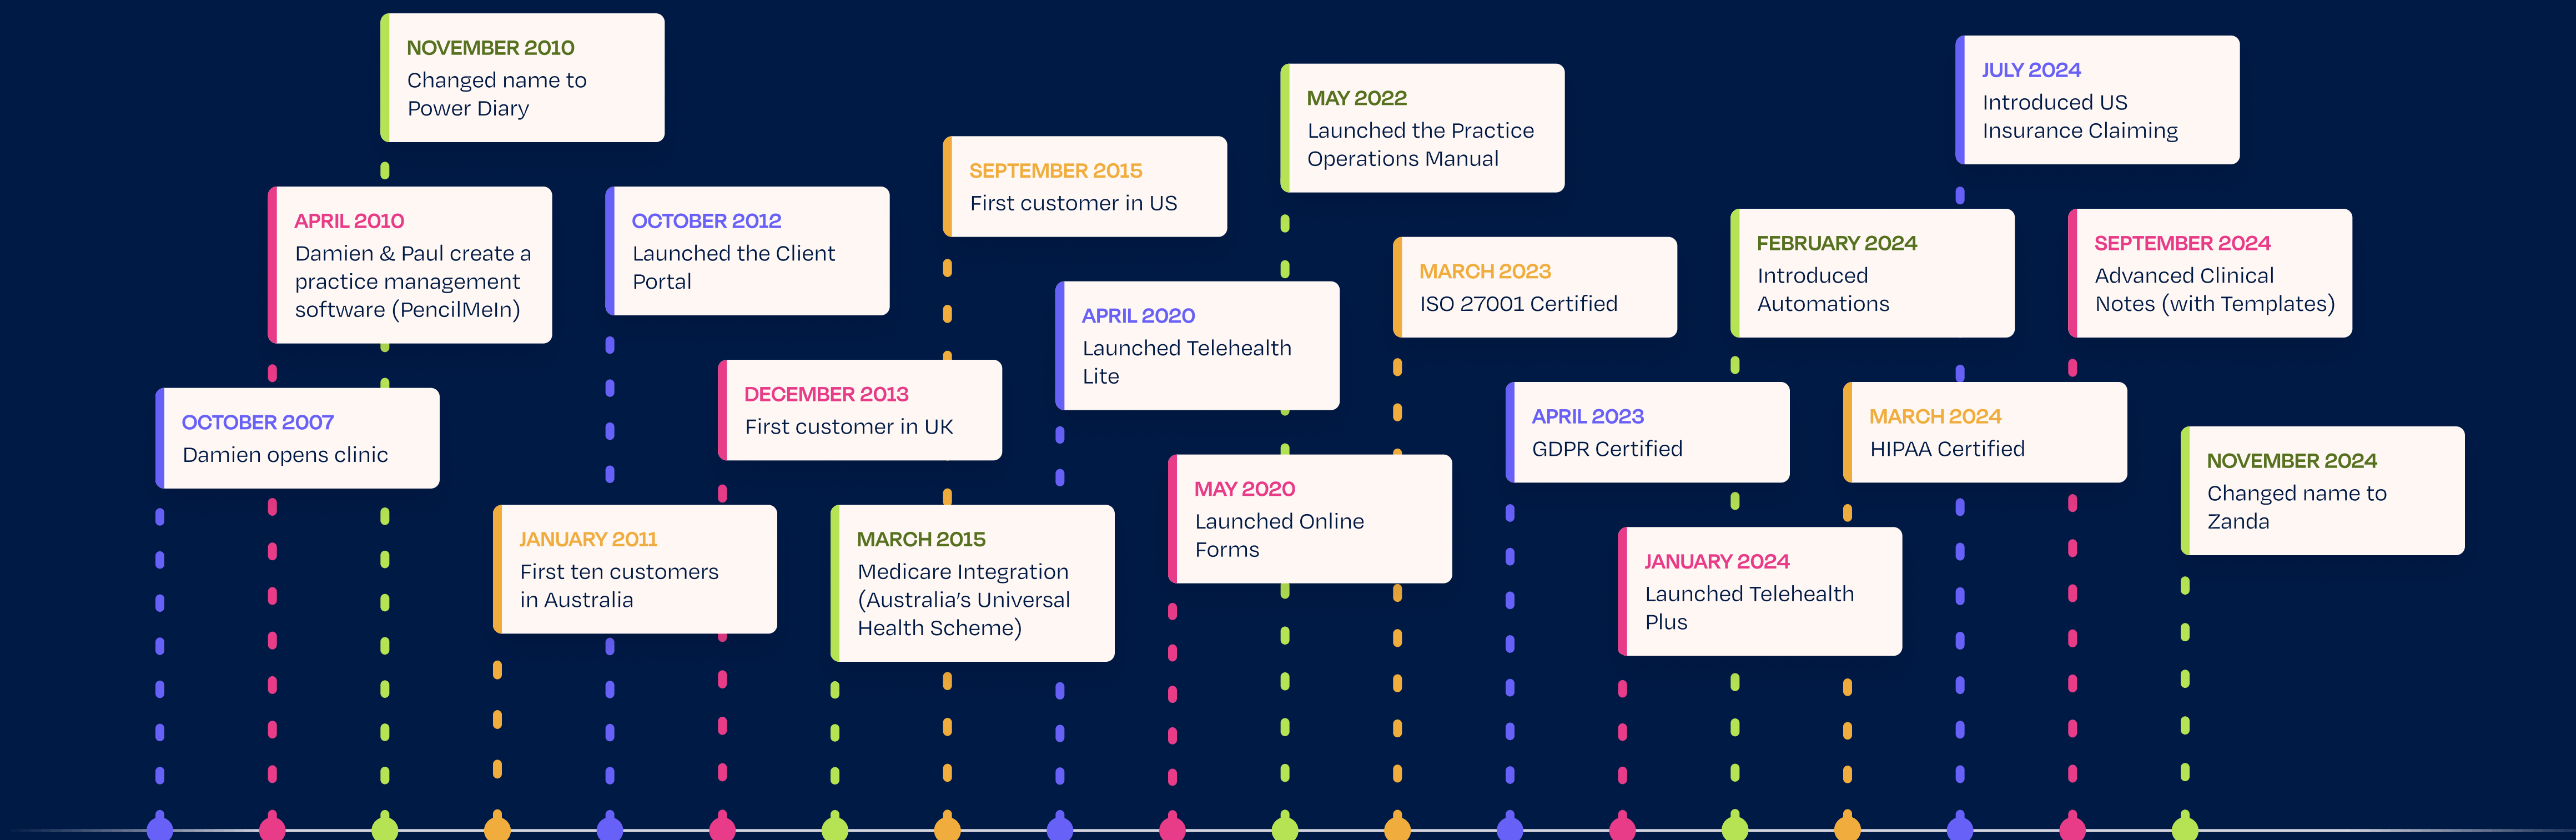 OCTOBER 2007
Damien opens clinic
APRIL 2010
Damien & Paul create a
practice management
software (PencilMeIn)
NOVEMBER 2010
Changed name to
Power Diary
JANUARY 2011
First ten customers
in Australia
OCTOBER 2012
Launched the Client
Portal
DECEMBER 2013
First customer in UK
MARCH 2015
Medicare Integration
(Australia’s Universal
Health Scheme)
SEPTEMBER 2015
First customer in US
APRIL 2020
Launched Telehealth
Lite
MAY 2020
Launched Online
Forms
MAY 2022
Launched the Practice
Operations Manual
MARCH 2023
ISO 27001 Certified
APRIL 2023
GDPR Certified
JANUARY 2024
Launched Telehealth
Plus
FEBRUARY 2024
Introduced
Automations
MARCH 2024
HIPAA Certified
JULY 2024
Introduced US
Insurance Claiming
SEPTEMBER 2024
Advanced Clinical
Notes (with Templates)
NOVEMBER 2024
Changed name to
Zanda